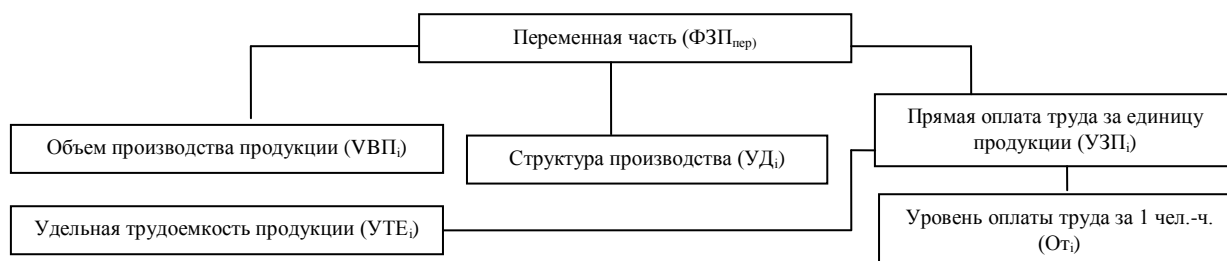 Переменная часть (ФЗПпер)
Объем производства продукции (VВПi)
Структура производства (УДi)
Прямая оплата труда за единицу
продукции (УЗПi)
Удельная трудоемкость продукции (УТЕi)
Уровень оплаты труда за 1 чел.-ч.
(Отi)